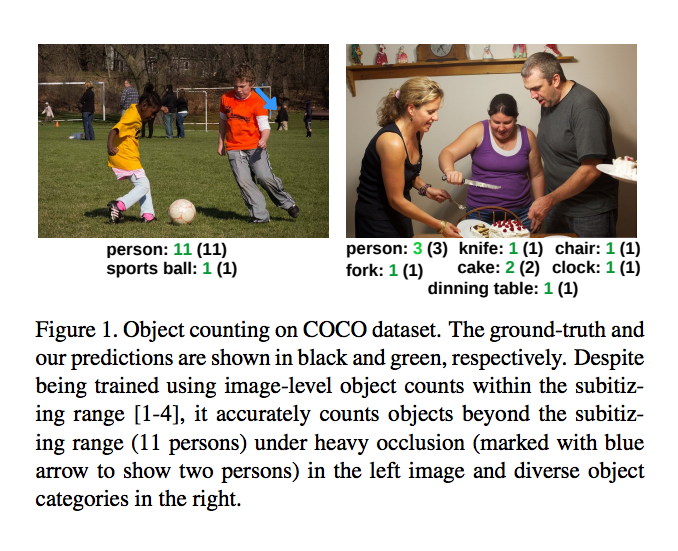 person: 11 (11)
sports ball: 1 (1)
person: 3 (3) knife: 1 (1) chair: 1 (1)
fork: 1 (1) cake: 2 (2) clock: 1 (1)
dinning table: 1 (1)
Figure 1. Object counting on COCO dataset. The ground-truth and
our predictions are shown in black and green, respectively. Despite
being trained using image-level object counts within the subitiz-
ing range [1-4], it accurately counts objects beyond the subitiz-
ing range (11 persons) under heavy occlusion (marked with blue
arrow to show two persons) in the left image and diverse object
categories in the right.